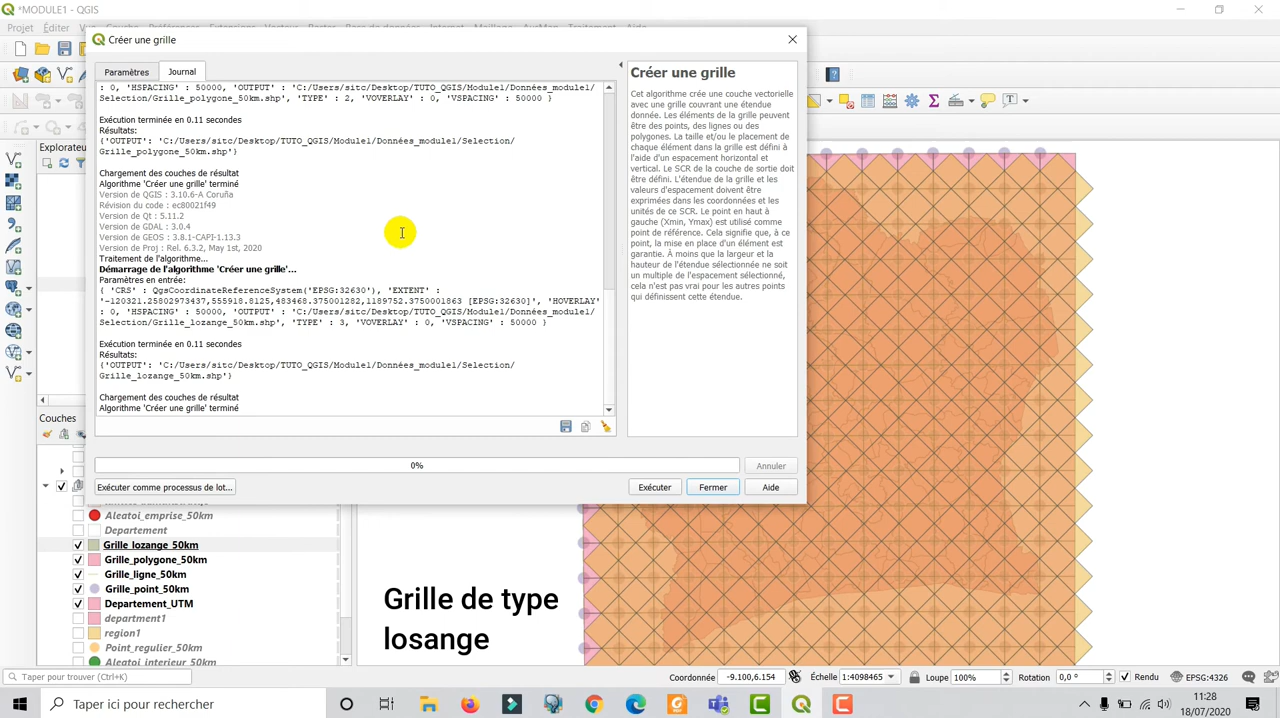 *MODULE1 - QGIS
Créer une grille
Paramètres
Journal
: 0, 'HSPACING' : 50000, 'OUTPUT' : 'C:/Users/sitc/Desktop/TUTO_QGIS/Module1/Données_module1/
Selection/Grille_polygone_50km.shp', 'TYPE' : 2, 'VOVERLAY' : 0, 'VSPACING' : 50000 }
Exécution terminée en 0.11 secondes
Résultats:
{'OUTPUT': 'C:/Users/sitc/Desktop/TUTO_QGIS/Module1/Données_module1/Selection/
Grille_polygone_50km.shp'}
Chargement des couches de résultat
Algorithme 'Créer une grille' terminé
Version de QGIS : 3.10.6-A Coruña
Révision du code : ec80021f49
Version de Qt : 5.11.2
Version de GDAL : 3.0.4
Version de GEOS : 3.8.1-CAPI-1.13.3
Version de Proj : Rel. 6.3.2, May 1st, 2020
Traitement de l'algorithme…
Démarrage de l'algorithme 'Créer une grille'…
Paramètres en entrée:
{ 'CRS' : QgsCoordinateReferenceSystem('EPSG:32630'), 'EXTENT' :
'-120321.25802973437,555918.8125,483468.375001282,1189752.3750001863 [EPSG:32630]', 'HOVERLAY'
: 0, 'HSPACING' : 50000, 'OUTPUT' : 'C:/Users/sitc/Desktop/TUTO_QGIS/Module1/Données_module1/
Selection/Grille_lozange_50km.shp', 'TYPE' : 3, 'VOVERLAY' : 0, 'VSPACING' : 50000 }
Exécution terminée en 0.11 secondes
Résultats:
{'OUTPUT': 'C:/Users/sitc/Desktop/TUTO_QGIS/Module1/Données_module1/Selection/
Grille_lozange_50km.shp'}
Chargement des couches de résultat
Algorithme 'Créer une grille' terminé
0%
Annuler
Exécuter comme processus de lot…
Exécuter
Fermer
Aide
Créer une grille
Cet algorithme crée une couche vectorielle
avec une grille couvrant une étendue
donnée. Les éléments de la grille peuvent
être des points, des lignes ou des
polygones. La taille et/ou le placement de
chaque élément dans la grille est défini à
l'aide d'un espacement horizontal et
vertical. Le SCR de la couche de sortie doit
être défini. L'étendue de la grille et les
valeurs d'espacement doivent être
exprimées dans les coordonnées et les
unités de ce SCR. Le point en haut à
gauche (Xmin, Ymax) est utilisé comme
point de référence. Cela signifie que, à ce
point, la mise en place d'un élément est
garantie. À moins que la largeur et la
hauteur de l'étendue sélectionnée ne soit
un multiple de l'espacement sélectionné,
cela n'est pas vrai pour les autres points
qui définissent cette étendue.
Projet
Éditer
Explorateu
Couches
Aleatoi_emprise_50km
Departement
Grille_lozange_50km
Grille_polygone_50km
Grille_ligne_50km
Grille_point_50km
Departement_UTM
departement1
region1
Point_regulier_50km
Aleatoi_interieur_50km
Grille de type
losange
Taper pour trouver (Ctrl+K)
Coordonnée
-9.100,6.154
Échelle
1:4098465
Loupe
100%
Rotation
0,0 °
Rendu
EPSG:4326
Taper ici pour rechercher
11:28
18/07/2020